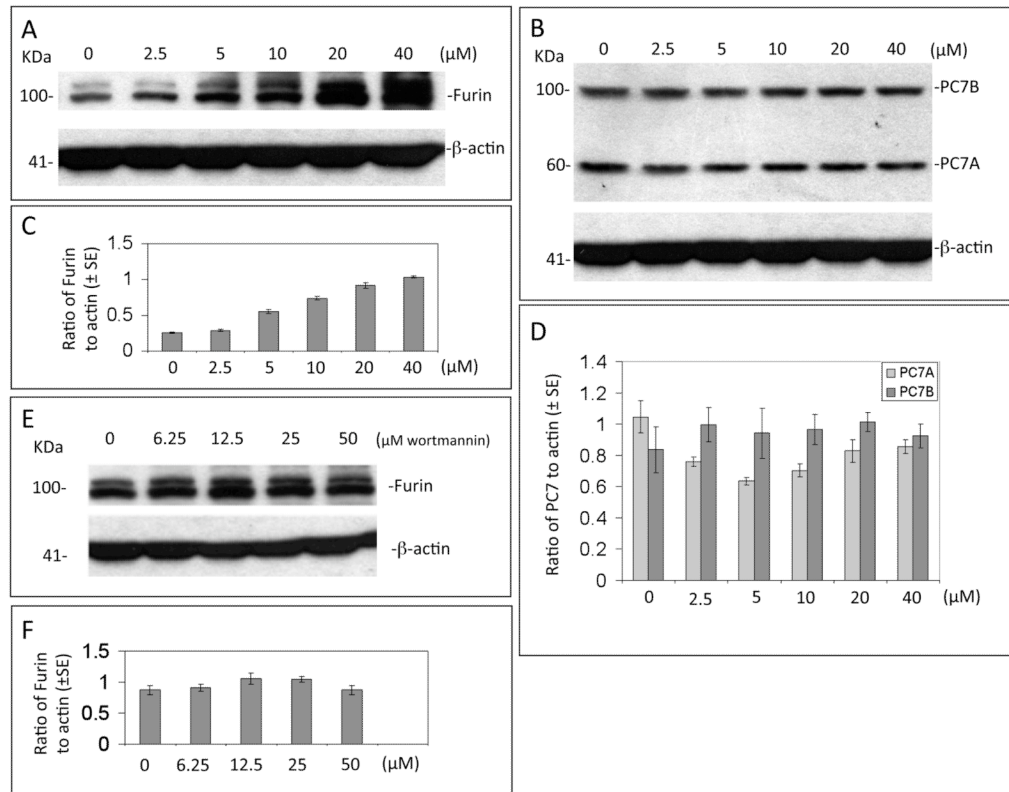 A
KDa 0 2.5 5 10 20 40 (μM)
100- -Furin
41- -β-actin
B
KDa 0 2.5 5 10 20 40 (μM)
100- -PC7B
60- -PC7A
41- -β-actin
C
Ratio of Furin
to actin (± SE)
1.5
1
0.5
0
0 2.5 5 10 20 40 (μM)
D
Ratio of PC7 to actin (± SE)
1.4
1.2
1
0.8
0.6
0.4
0.2
0
PC7A
PC7B
0 2.5 5 10 20 40 (μM)
E
KDa 0 6.25 12.5 25 50 (μM wortmannin)
100- -Furin
41- -β-actin
F
Ratio of Furin
to actin (±SE)
1.5
1
0.5
0
0 6.25 12.5 25 50 (μM)